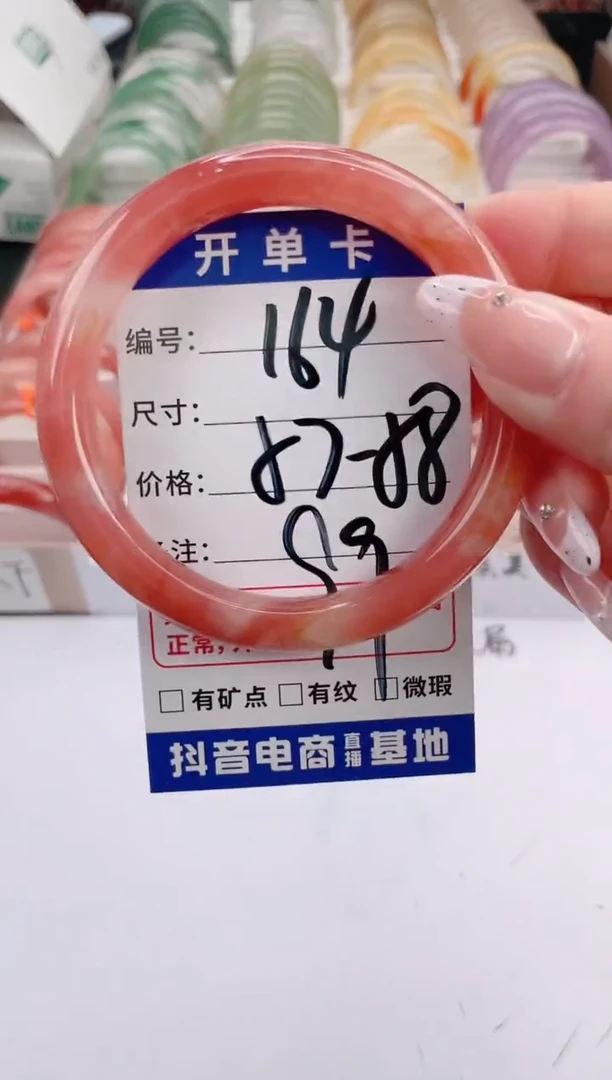 开单卡
编号: 164
尺寸:
价格: 57-58
注:
正常,
□有矿点 □有纹 □微瑕
抖音电商直播基地